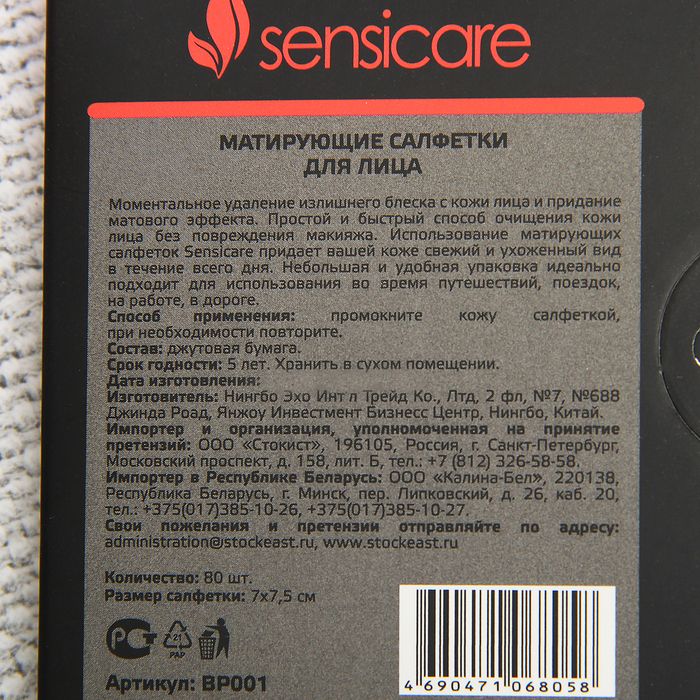 sensicare
МАТИРУЮЩИЕ САЛФЕТКИ
ДЛЯ ЛИЦА
Моментальное удаление излишнего блеска с кожи лица и придание
матового эффекта. Простой и быстрый способ очищения кожи
лица без повреждения макияжа. Использование матирующих
салфеток Sensicare придает вашей коже свежий и ухоженный вид
в течение всего дня. Небольшая и удобная упаковка идеально
подходит для использования во время путешествий, поездок,
на работе, в дороге.
Способ применения: промокните кожу салфеткой,
при необходимости повторите.
Состав: джутовая бумага.
Срок годности: 5 лет. Хранить в сухом помещении.
Дата изготовления:
Изготовитель: Нингбо Эхо Инт л Трейд Ко., Лтд, 2 фл, №7, №688
Джинда Роад, Янжоу Инвестмент Бизнесс Центр, Нингбо, Китай.
Импортер и организация, уполномоченная на принятие
претензий: ООО «Стокист», 196105, Россия, г. Санкт-Петербург,
Московский проспект, д. 158, лит. Б, тел.: +7 (812) 326-58-58.
Импортер в Республике Беларусь: ООО «Калина-Бел», 220138,
Республика Беларусь, г. Минск, пер. Липковский, д. 26, каб. 20,
тел.: +375(017)385-10-26, +375(017)385-10-27.
Свои пожелания и претензии отправляйте по адресу:
administration@stockeast.ru, www.stockeast.ru
Количество: 80 шт.
Размер салфетки: 7х7,5 см
21
PAP
Артикул: BP001
4 690471 068058